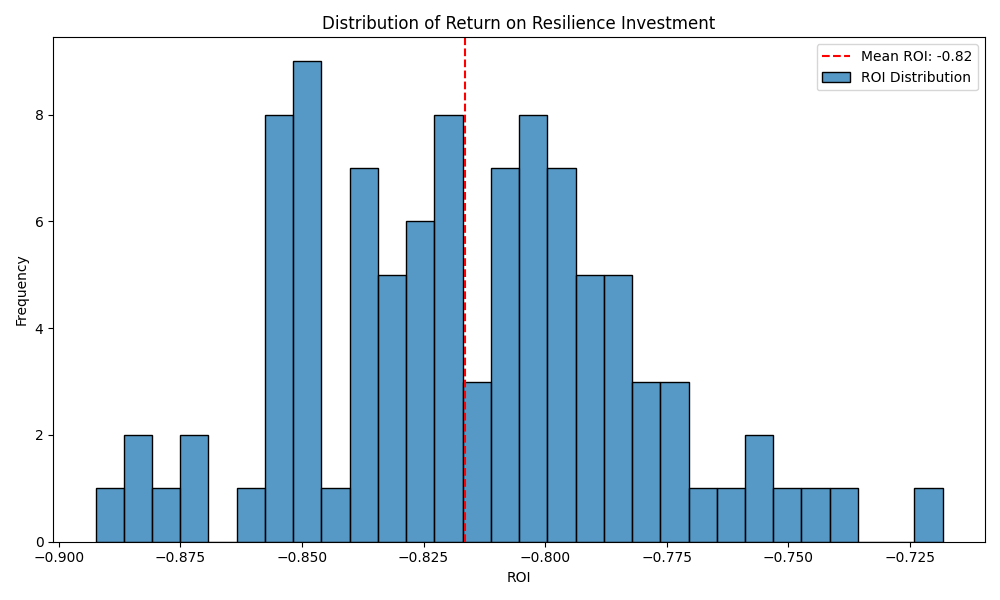 Distribution of Return on Resilience Investment
Mean ROI: -0.82
ROI Distribution
Frequency
8
6
4
2
0
−0.900 −0.875 −0.850 −0.825 −0.800 −0.775 −0.750 −0.725
ROI